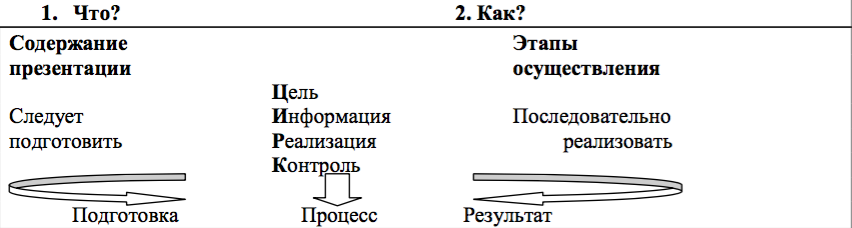 1. Что? 2. Как?
Содержание Этапы
презентации осуществления
Цель
Следует Информация Последовательно
подготовить Реализация реализовать
Контроль
Подготовка Процесс Результат